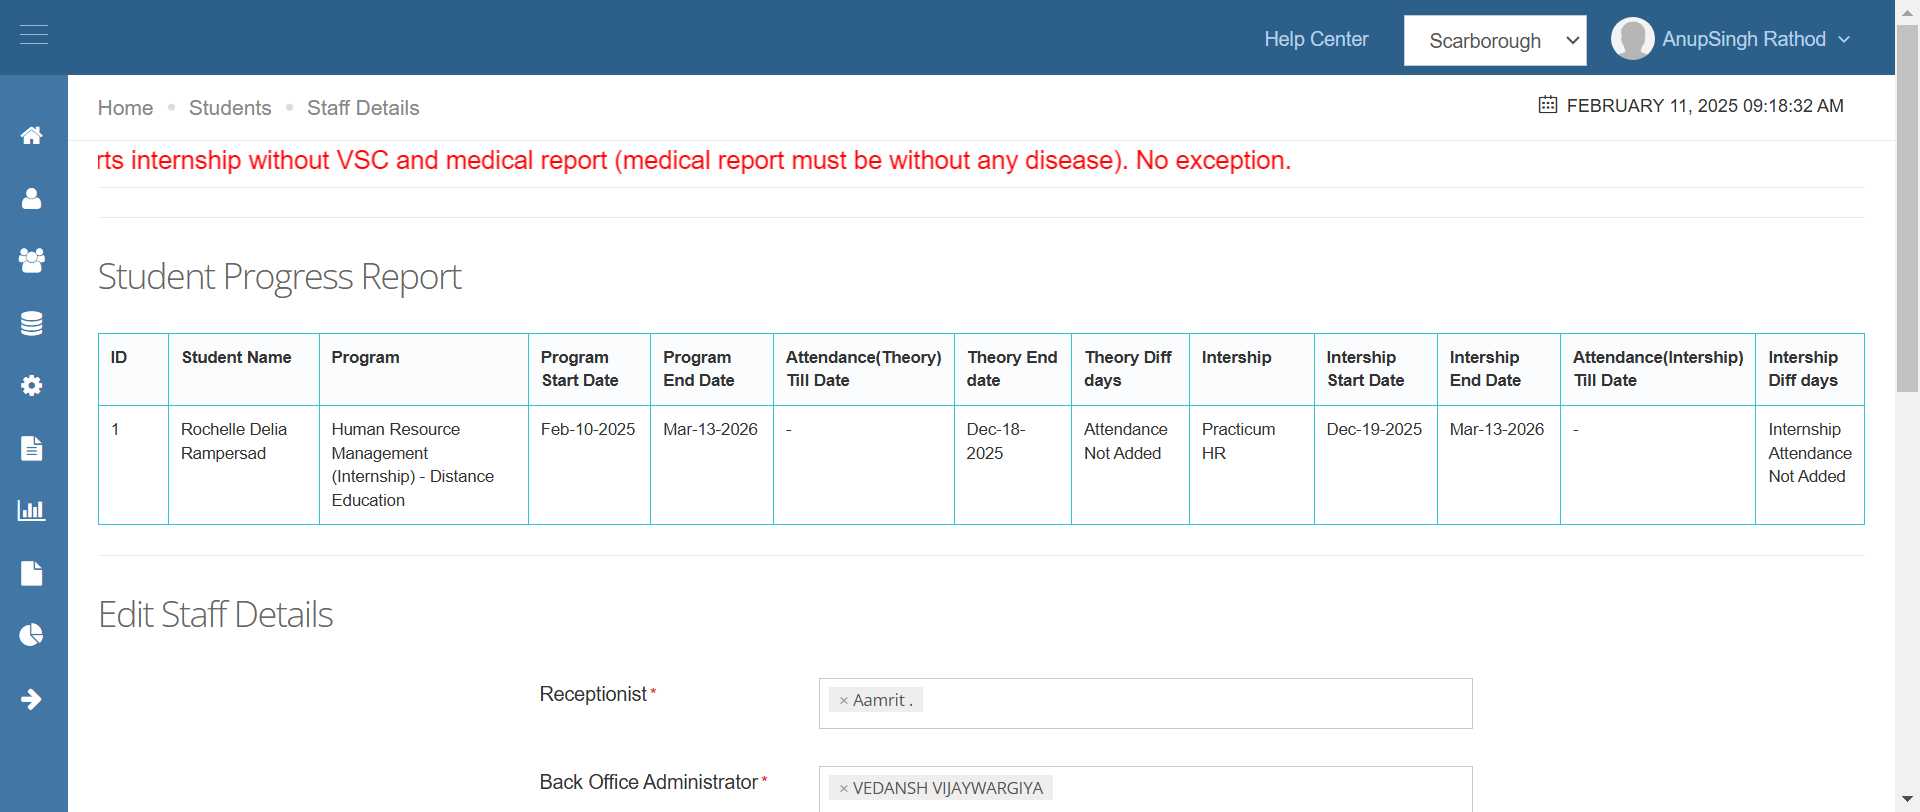 Help Center
Scarborough
AnupSingh Rathod
Home • Students • Staff Details
FEBRUARY 11, 2025 09:18:32 AM
rts internship without VSC and medical report (medical report must be without any disease). No exception.
Student Progress Report
ID
Student Name
Program
Program
Start Date
Program
End Date
Attendance(Theory)
Till Date
Theory End
date
Theory Diff
days
Intership
Intership
Start Date
Intership
End Date
Attendance(Intership)
Till Date
Intership
Diff days
1
Rochelle Delia
Rampersad
Human Resource
Management
(Internship) - Distance
Education
Feb-10-2025
Mar-13-2026
-
Dec-18-
2025
Attendance
Not Added
Practicum
HR
Dec-19-2025
Mar-13-2026
-
Internship
Attendance
Not Added
Edit Staff Details
Receptionist*
× Aamrit .
Back Office Administrator*
× VEDANSH VIJAYWARGIYA